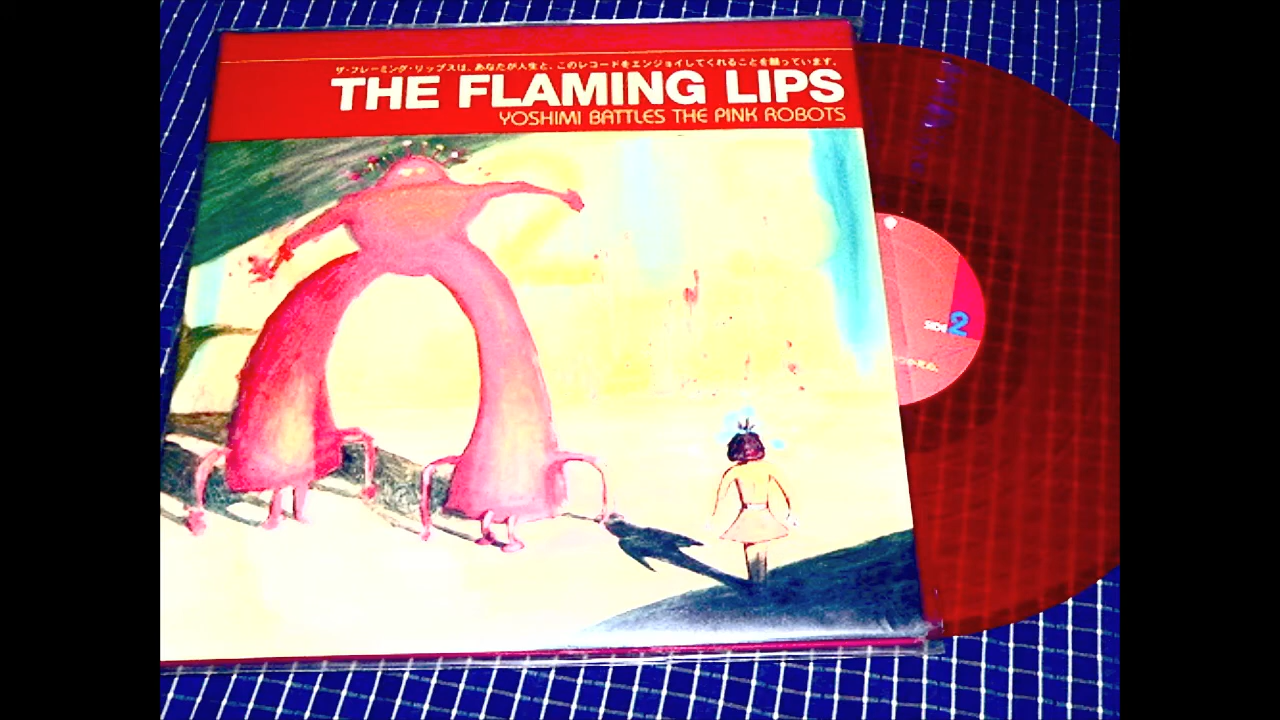 ザ・フレーミング・リップスは、あなたが人生と、このレコードをエンジョイしてくれることを願っています。
THE FLAMING LIPS
YOSHIMI BATTLES THE PINK ROBOTS
2
SIDE 2